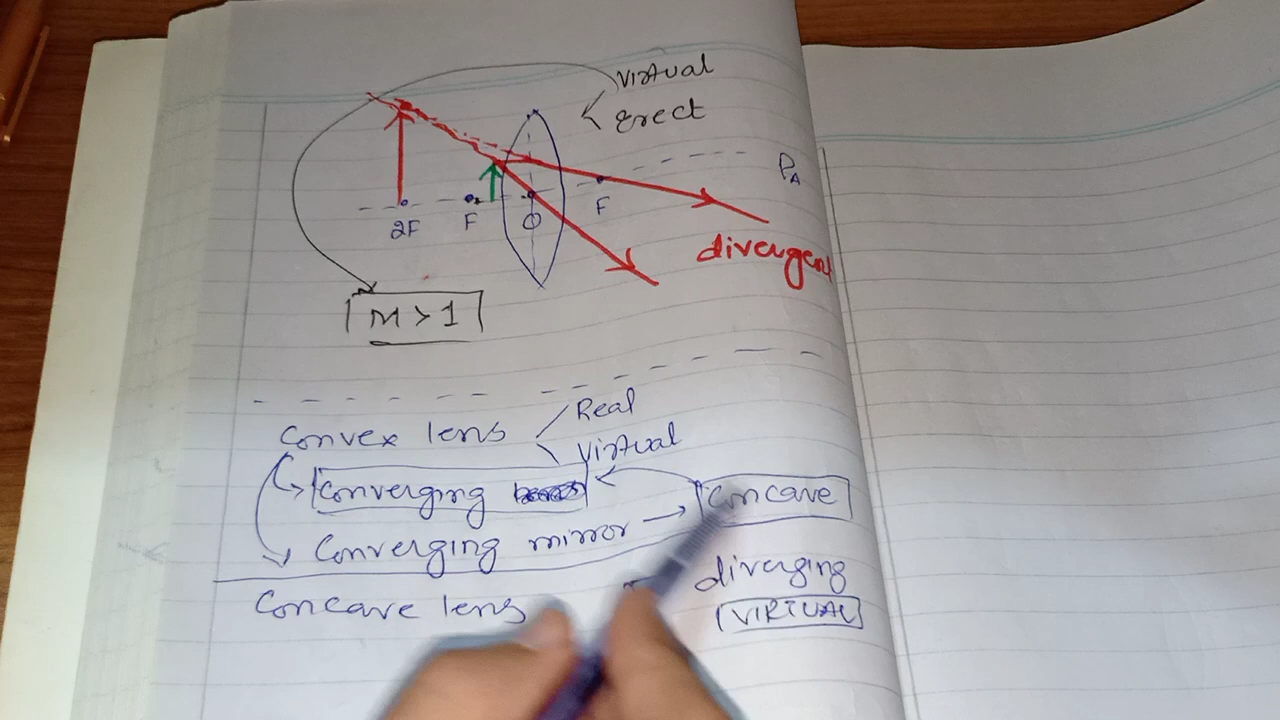 Virtual
Erect
PA
2F F O F
divergent
M > 1
Convex lens
Real
Virtual
Converging
Concave
Converging mirror
diverging
Concave lens
VIRTUAL